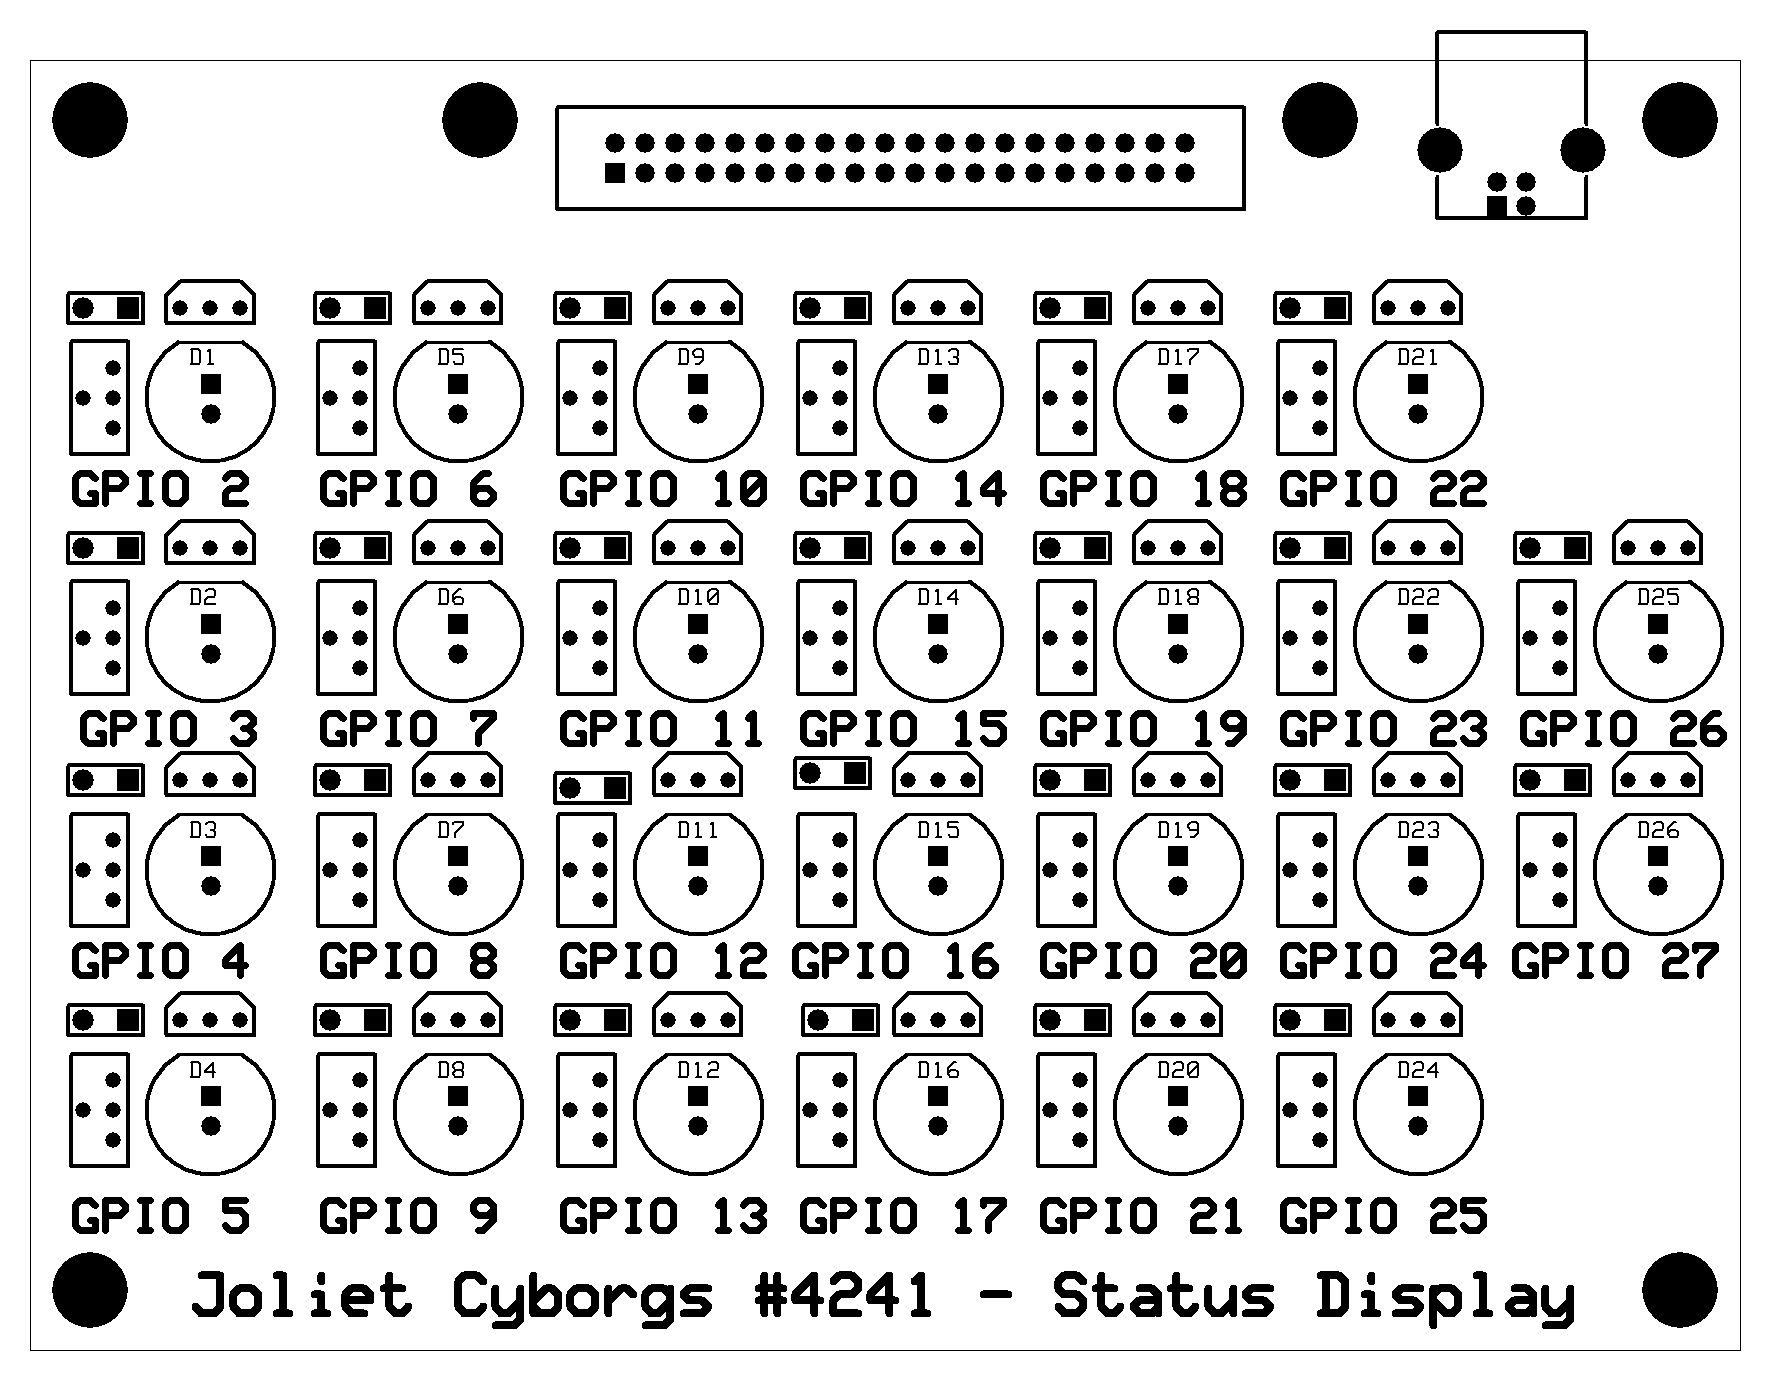 D1 D5 D9 D13 D17 D21
GPIO 2 GPIO 6 GPIO 10 GPIO 14 GPIO 18 GPIO 22
D2 D6 D10 D14 D18 D22 D25
GPIO 3 GPIO 7 GPIO 11 GPIO 15 GPIO 19 GPIO 23 GPIO 26
D3 D7 D11 D15 D19 D23 D26
GPIO 4 GPIO 8 GPIO 12 GPIO 16 GPIO 20 GPIO 24 GPIO 27
D4 D8 D12 D16 D20 D24
GPIO 5 GPIO 9 GPIO 13 GPIO 17 GPIO 21 GPIO 25
Joliet Cyborgs #4241 - Status Display